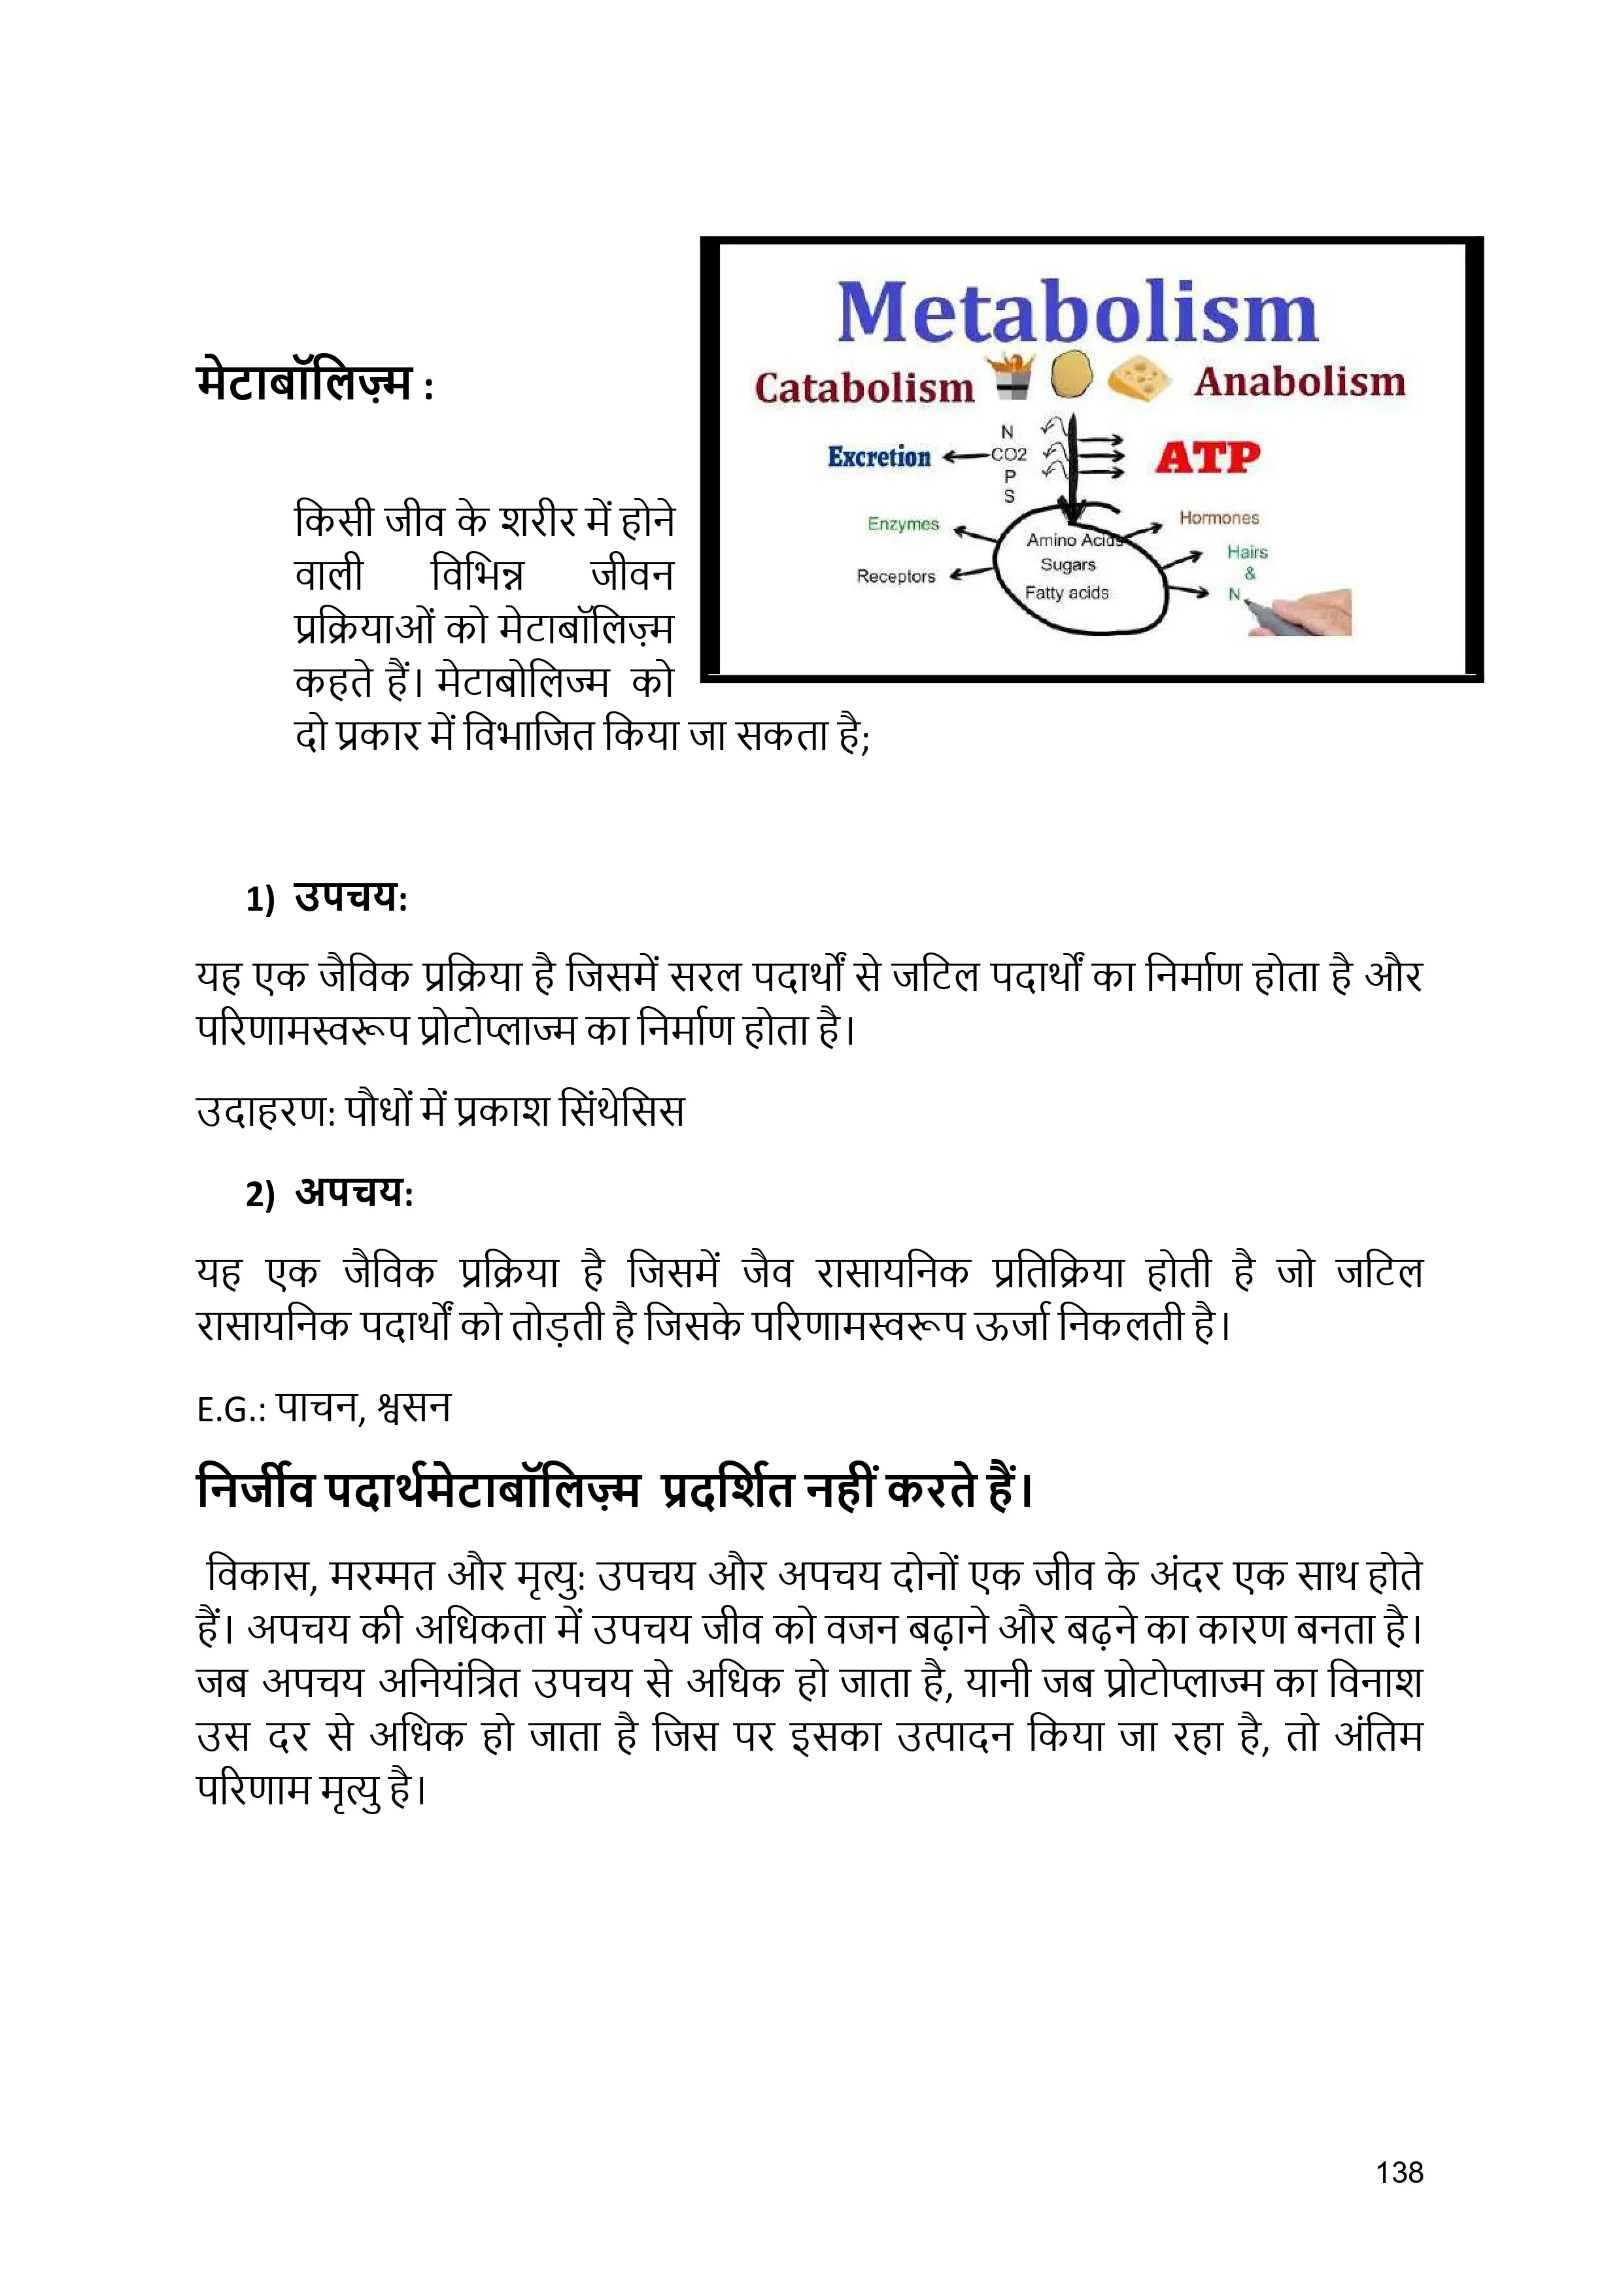 मेटाबॉलिज़्म :
Metabolism
Catabolism Anabolism
N
Excretion CO2 ATP
P
S
Enzymes Hormones
Amino Acids
Hairs
Sugars
Receptors &
Fatty acids N
किसी जीव के शरीर में होने
वाली विभिन्न जीवन
प्रक्रियाओं को मेटाबॉलिज़्म
कहते हैं। मेटाबोलिज्म को
दो प्रकार में विभाजित किया जा सकता है;
1) उपचय:
यह एक जैविक प्रक्रिया है जिसमें सरल पदार्थों से जटिल पदार्थों का निर्माण होता है और
परिणामस्वरूप प्रोटोप्लाज्म का निर्माण होता है।
उदाहरण: पौधों में प्रकाश सिंथेसिस
2) अपचय:
यह एक जैविक प्रक्रिया है जिसमें जैव रासायनिक प्रतिक्रिया होती है जो जटिल
रासायनिक पदार्थों को तोड़ती है जिसके परिणामस्वरूप ऊर्जा निकलती है।
E.G.: पाचन, श्वसन
निर्जीव पदार्थमेटाबॉलिज़्म प्रदर्शित नहीं करते हैं।
विकास, मरम्मत और मृत्यु: उपचय और अपचय दोनों एक जीव के अंदर एक साथ होते
हैं। अपचय की अधिकता में उपचय जीव को वजन बढ़ाने और बढ़ने का कारण बनता है।
जब अपचय अनियंत्रित उपचय से अधिक हो जाता है, यानी जब प्रोटोप्लाज्म का विनाश
उस दर से अधिक हो जाता है जिस पर इसका उत्पादन किया जा रहा है, तो अंतिम
परिणाम मृत्यु है।
138